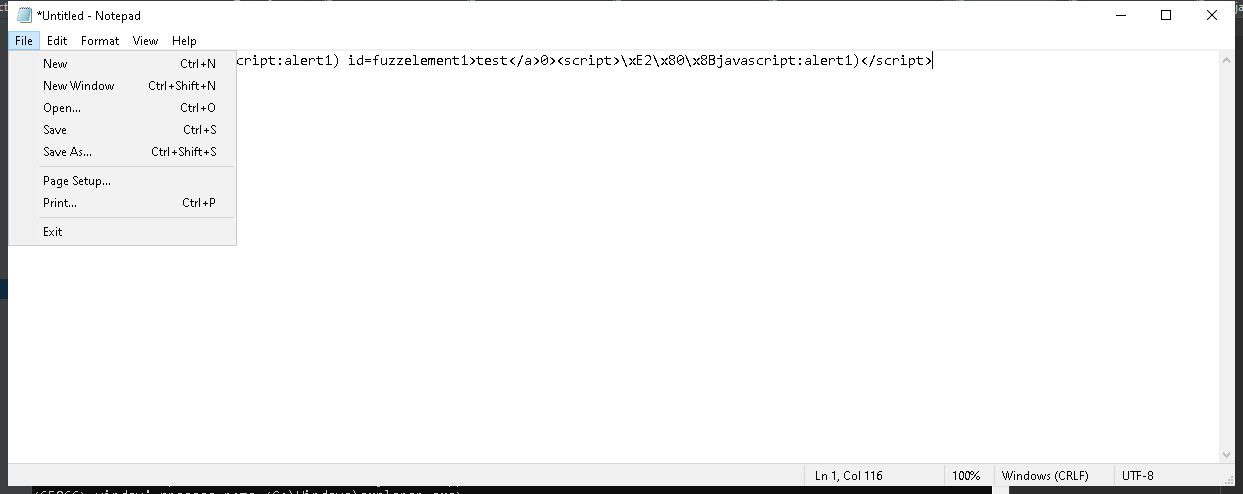 *Untitled - Notepad
File Edit Format View Help
cript:alert1) id=fuzzelement1>test</a>0><script>\xE2\x80\x8Bjavascript:alert1)</script>
New Ctrl+N
New Window Ctrl+Shift+N
Open... Ctrl+O
Save Ctrl+S
Save As... Ctrl+Shift+S
Page Setup...
Print... Ctrl+P
Exit
Ln 1, Col 116 100% Windows (CRLF) UTF-8